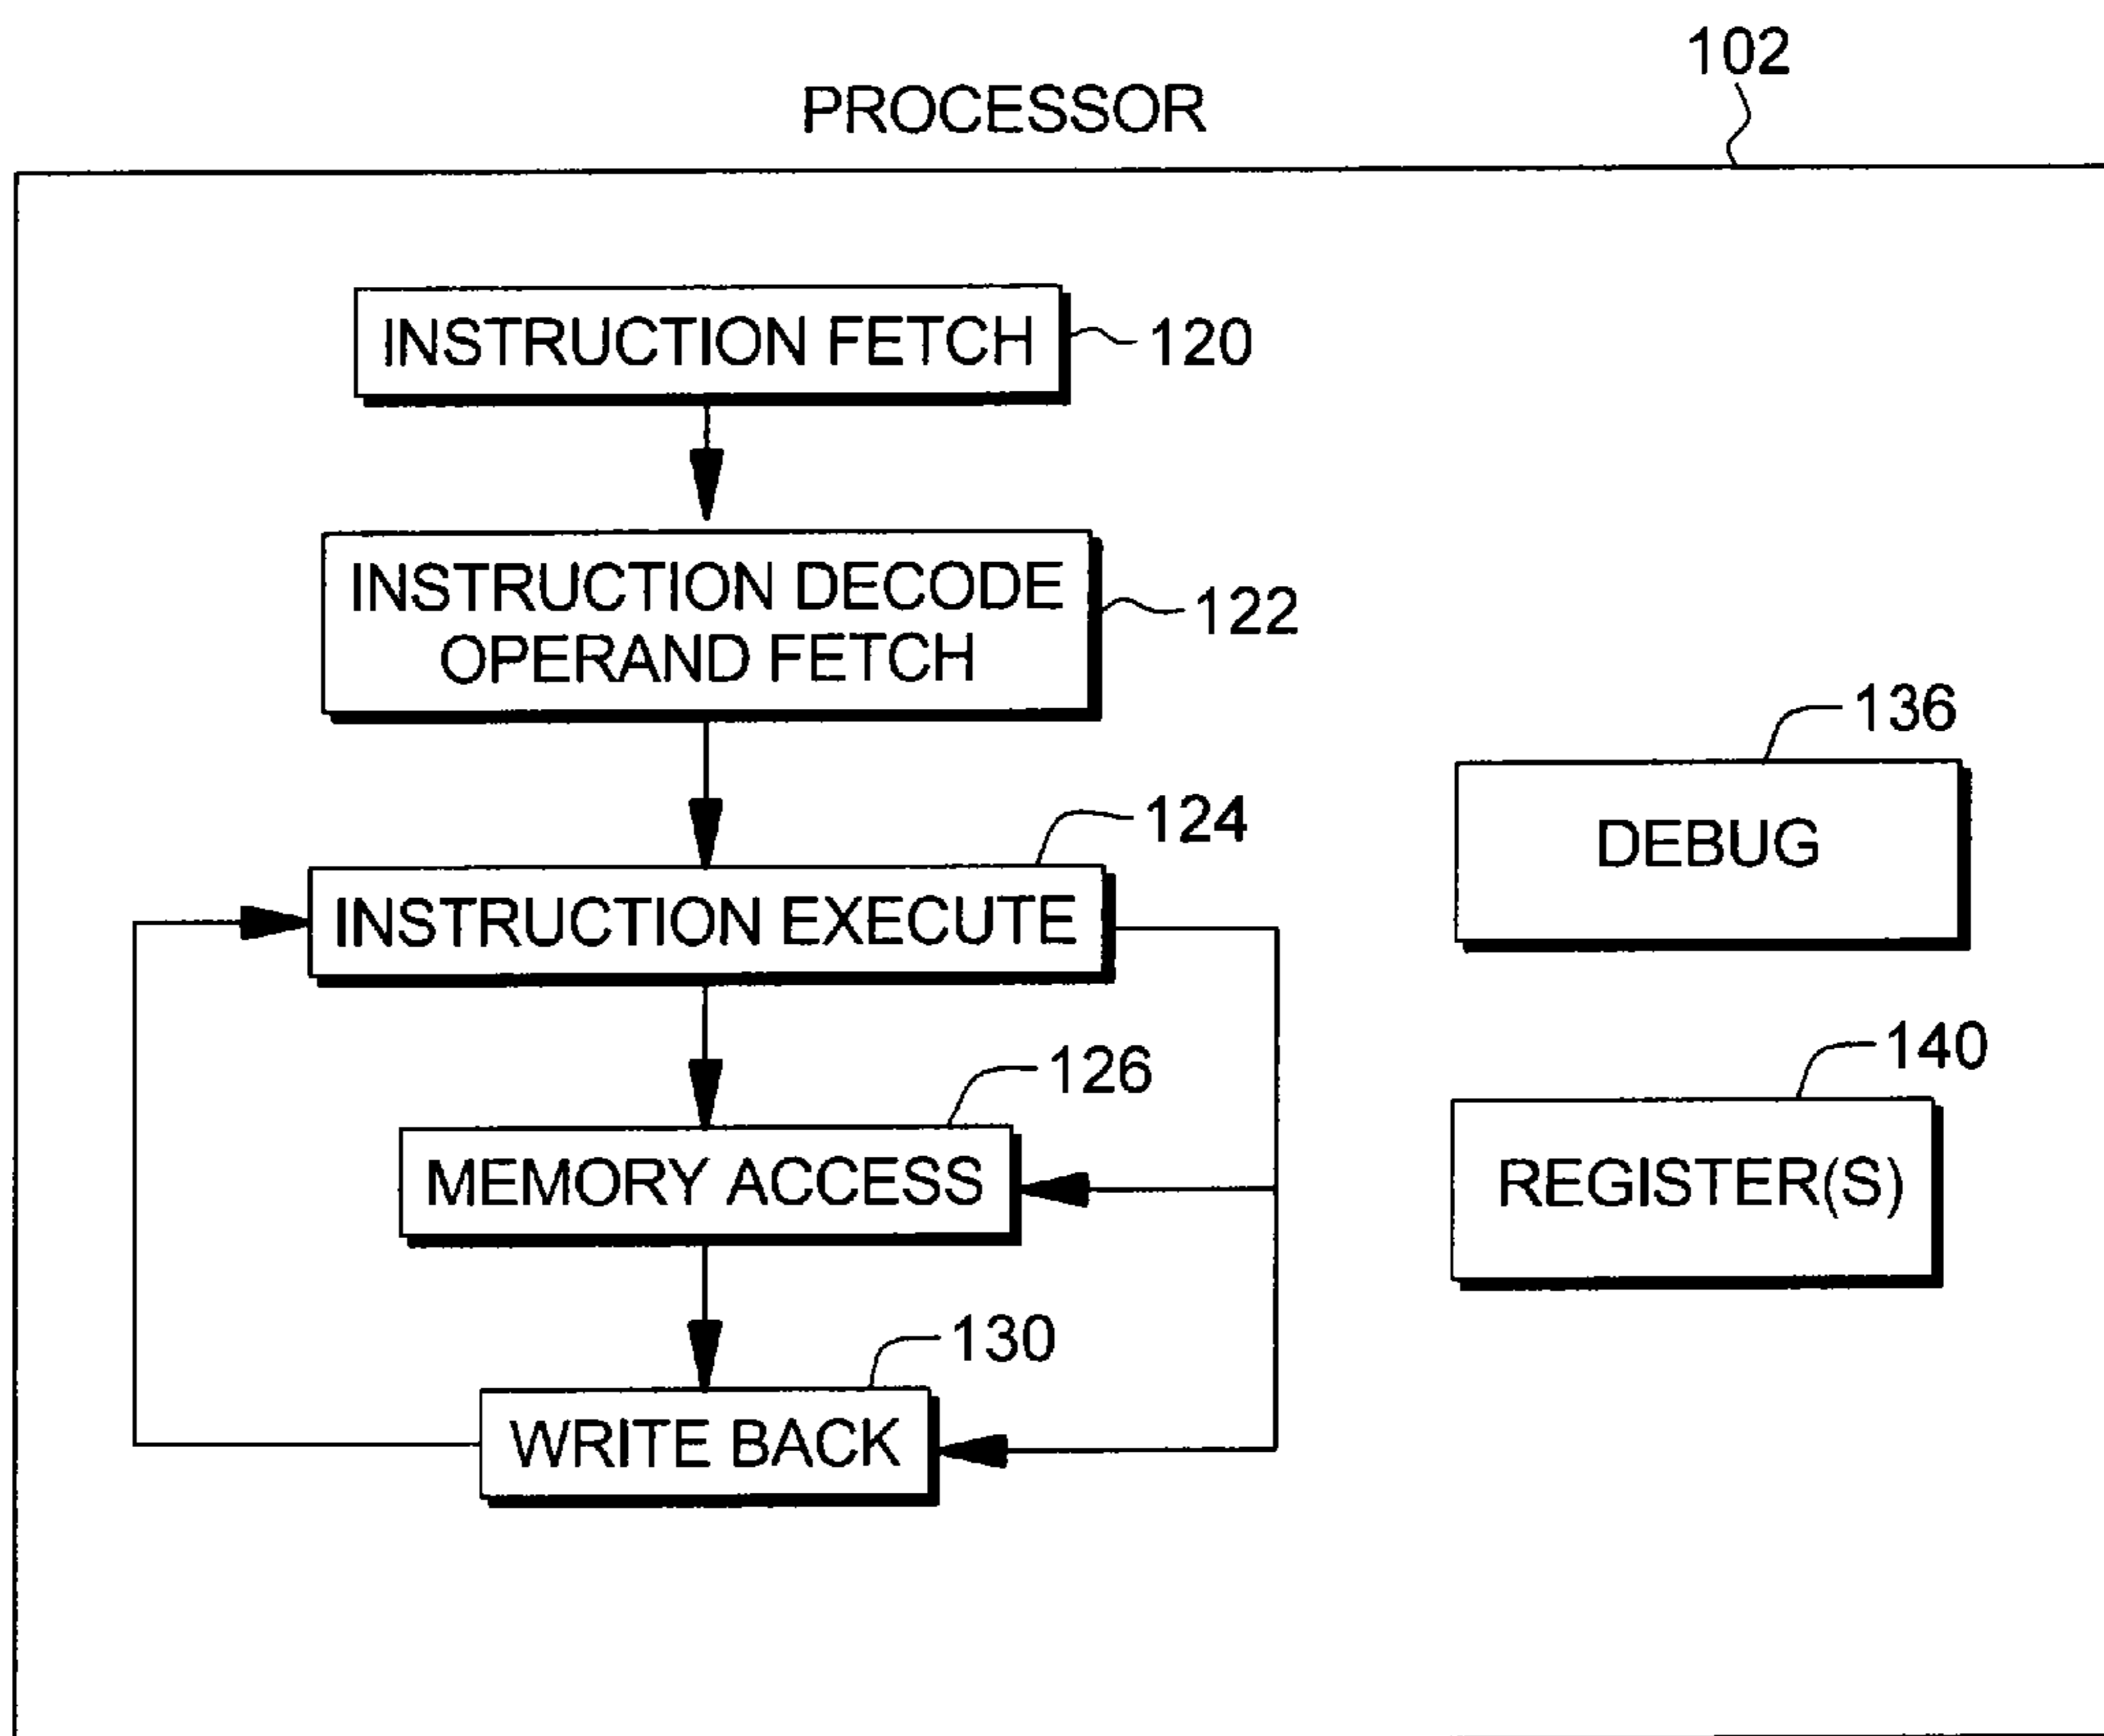 102
PROCESSOR
INSTRUCTION FETCH
120
INSTRUCTION DECODE
OPERAND FETCH
122
136
DEBUG
124
INSTRUCTION EXECUTE
140
REGISTER(S)
126
MEMORY ACCESS
130
WRITE BACK